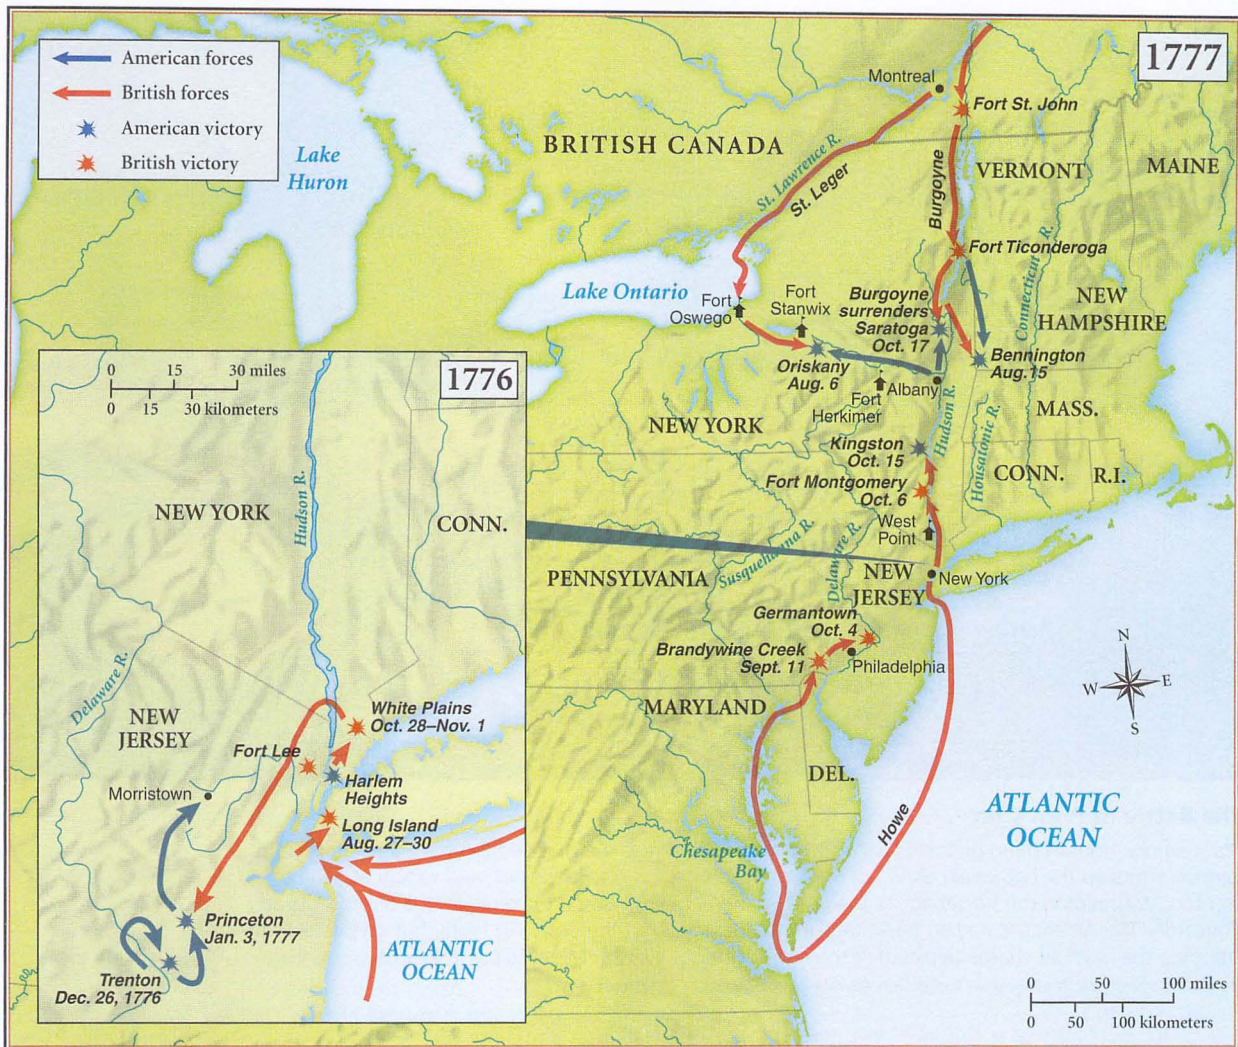 American forces
British forces
American victory
British victory
1777
Montreal
Fort St. John
BRITISH CANADA
Lake
Huron
St. Lawrence R.
St. Leger
Burgoyne
VERMONT
MAINE
Fort Ticonderoga
Connecticut R.
Lake Ontario
Fort
Oswego
Fort
Stanwix
Burgoyne
surrenders
Saratoga
Oct. 17
NEW
HAMPSHIRE
Bennington
Aug. 15
Oriskany
Aug. 6
Fort
Herkimer
Albany
Hudson R.
Housatonic R.
MASS.
NEW YORK
Kingston
Oct. 15
CONN.
R.I.
Fort Montgomery
Oct. 6
West
Point
Susquehanna R.
Delaware R.
PENNSYLVANIA
NEW
JERSEY
New York
Germantown
Oct. 4
Brandywine Creek
Sept. 11
Philadelphia
MARYLAND
DEL.
Howe
Chesapeake
Bay
ATLANTIC
OCEAN
N
W
E
S
0 50 100 miles
0 50 100 kilometers
0 15 30 miles
0 15 30 kilometers
1776
NEW YORK
Hudson R.
CONN.
Delaware R.
NEW
JERSEY
White Plains
Oct. 28–Nov. 1
Fort Lee
Morristown
Harlem
Heights
Long Island
Aug. 27–30
Princeton
Jan. 3, 1777
Trenton
Dec. 26, 1776
ATLANTIC
OCEAN